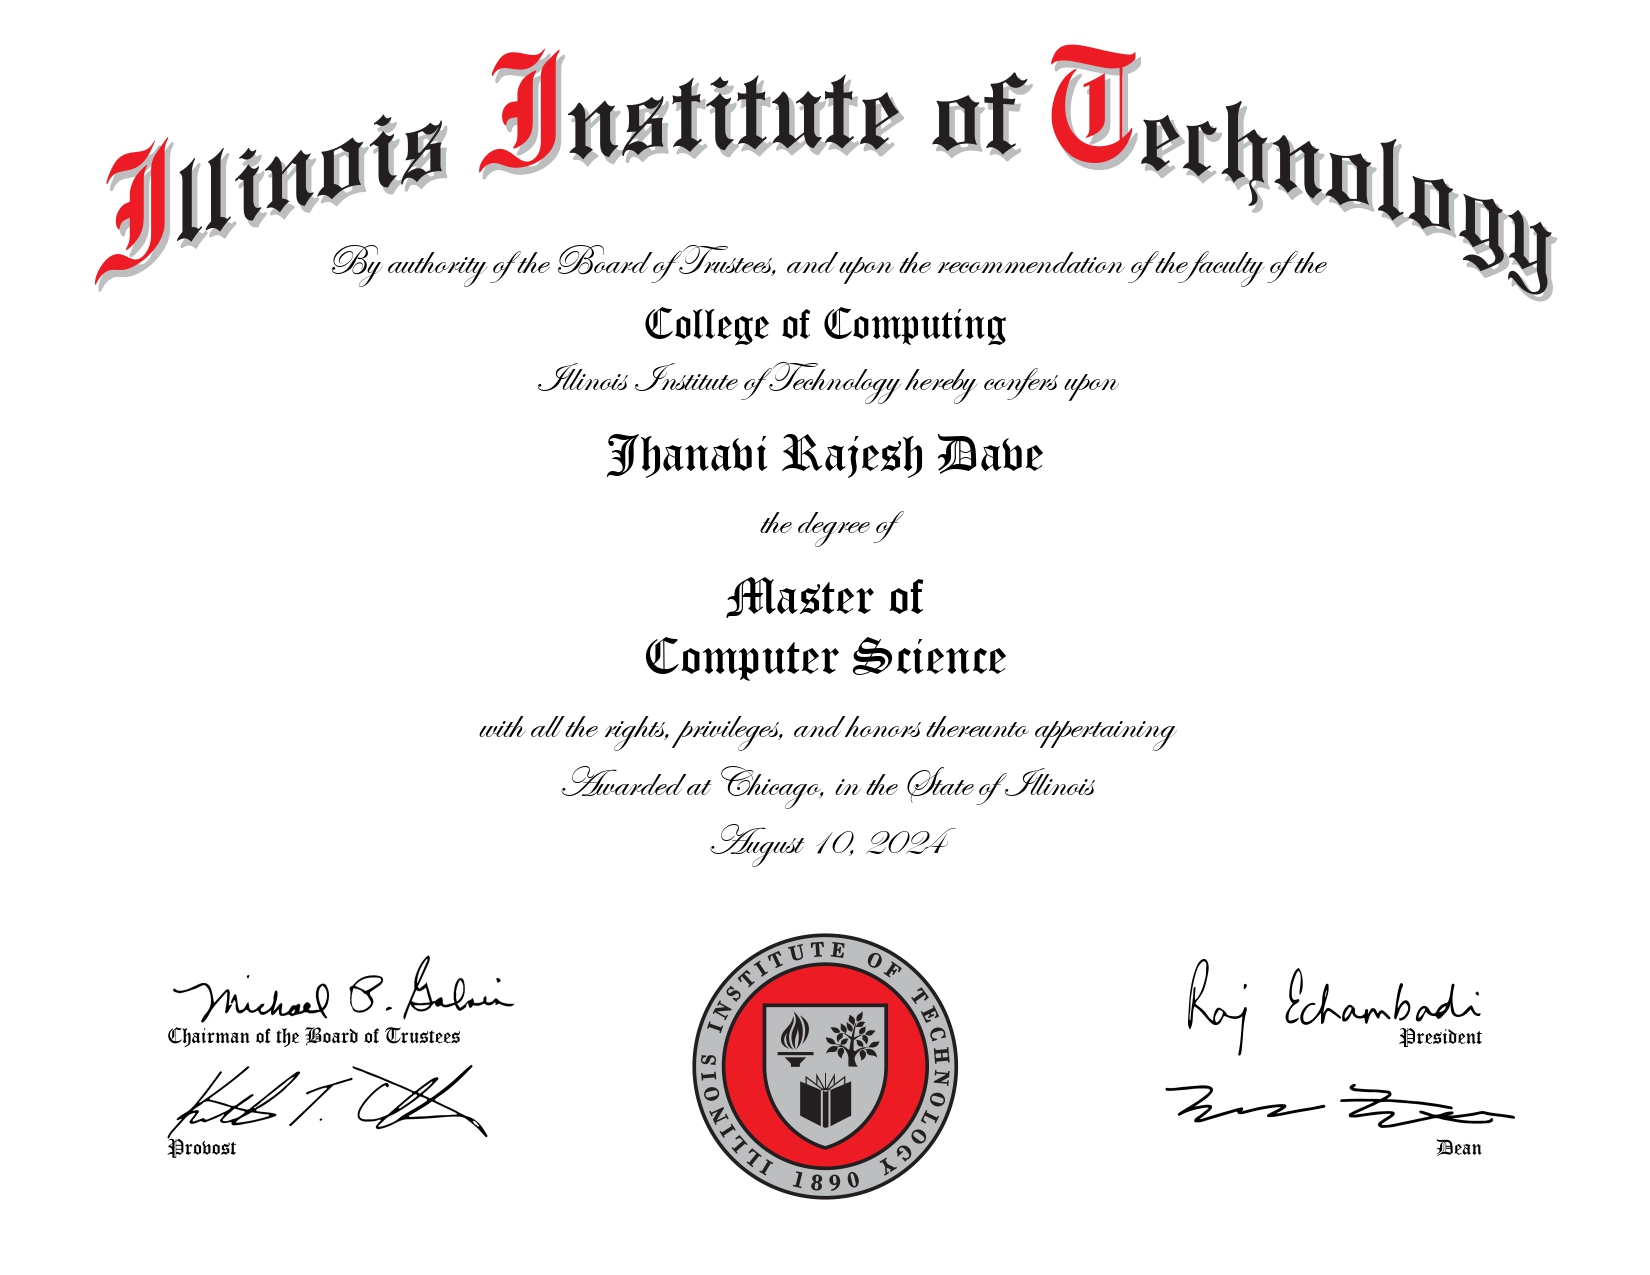 Illinois Institute of Technology
By authority of the Board of Trustees, and upon the recommendation of the faculty of the
College of Computing
Illinois Institute of Technology hereby confers upon
Jhanavi Rajesh Dave
the degree of
Master of
Computer Science
with all the rights, privileges, and honors thereunto appertaining
Awarded at Chicago, in the State of Illinois
August 10, 2024
Michael P. Galvin
Chairman of the Board of Trustees
Raj Echambadi
President
Provost
Dean
ILLINOIS INSTITUTE OF TECHNOLOGY
1890